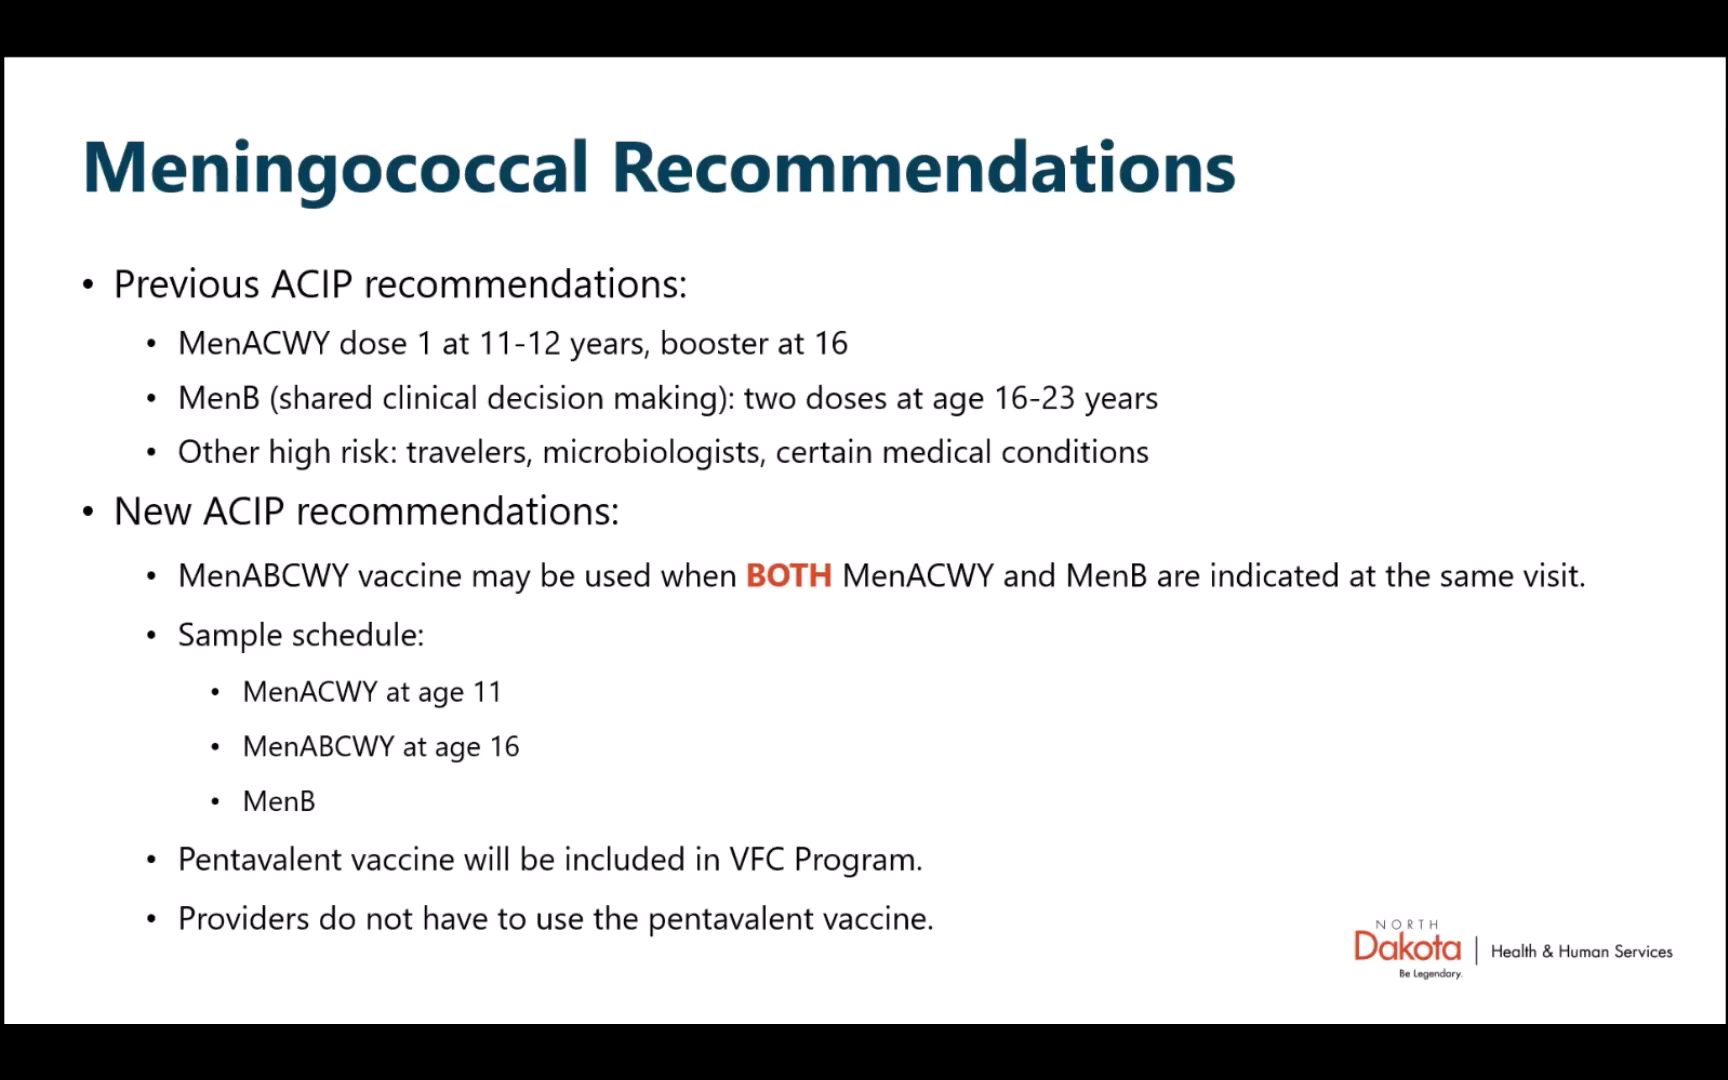 Meningococcal Recommendations
• Previous ACIP recommendations:
• MenACWY dose 1 at 11-12 years, booster at 16
• MenB (shared clinical decision making): two doses at age 16-23 years
• Other high risk: travelers, microbiologists, certain medical conditions
• New ACIP recommendations:
• MenABCWY vaccine may be used when BOTH MenACWY and MenB are indicated at the same visit.
• Sample schedule:
• MenACWY at age 11
• MenABCWY at age 16
• MenB
• Pentavalent vaccine will be included in VFC Program.
• Providers do not have to use the pentavalent vaccine.
NORTH
Dakota | Health & Human Services
Be Legendary.